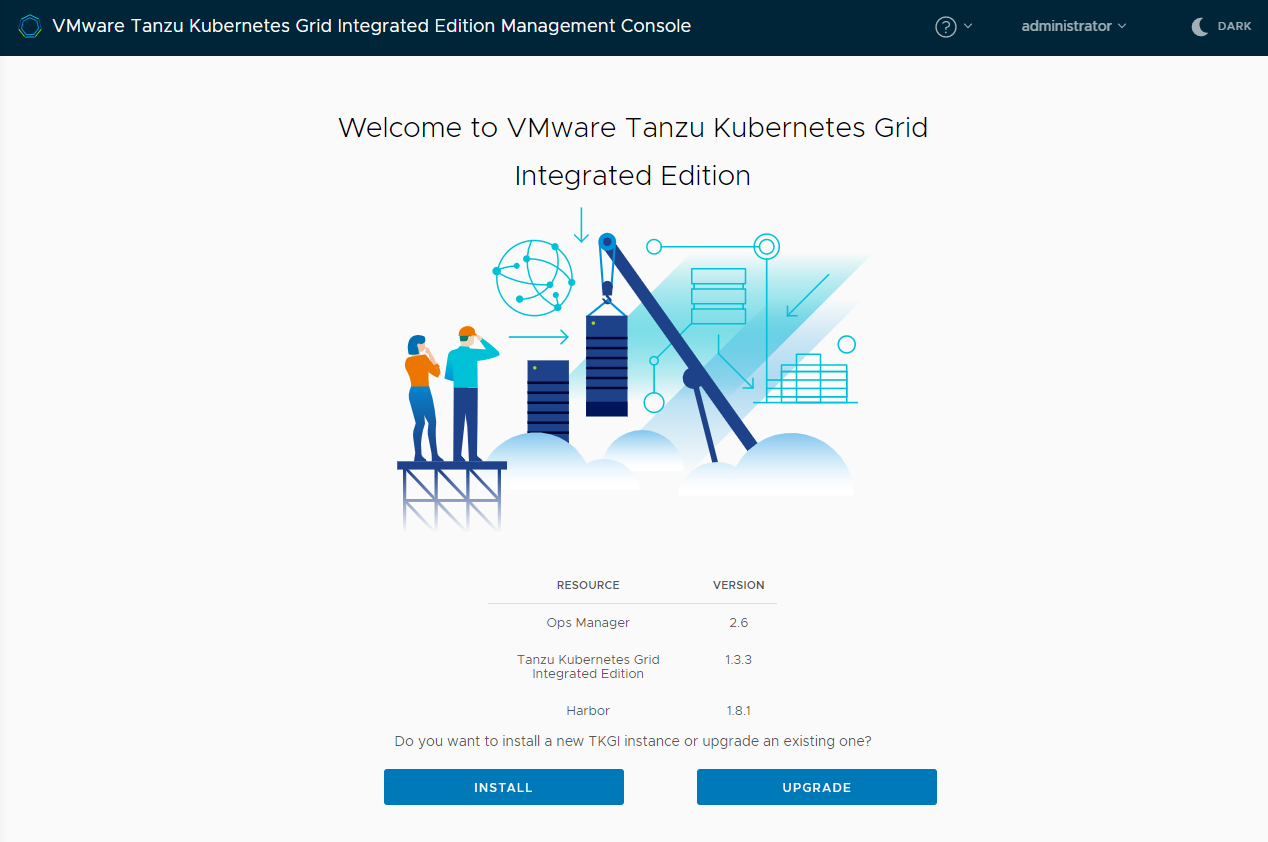 VMware Tanzu Kubernetes Grid Integrated Edition Management Console
?
administrator
DARK
Welcome to VMware Tanzu Kubernetes Grid
Integrated Edition
RESOURCE VERSION
Ops Manager 2.6
Tanzu Kubernetes Grid 1.3.3
Integrated Edition
Harbor 1.8.1
Do you want to install a new TKGI instance or upgrade an existing one?
INSTALL UPGRADE